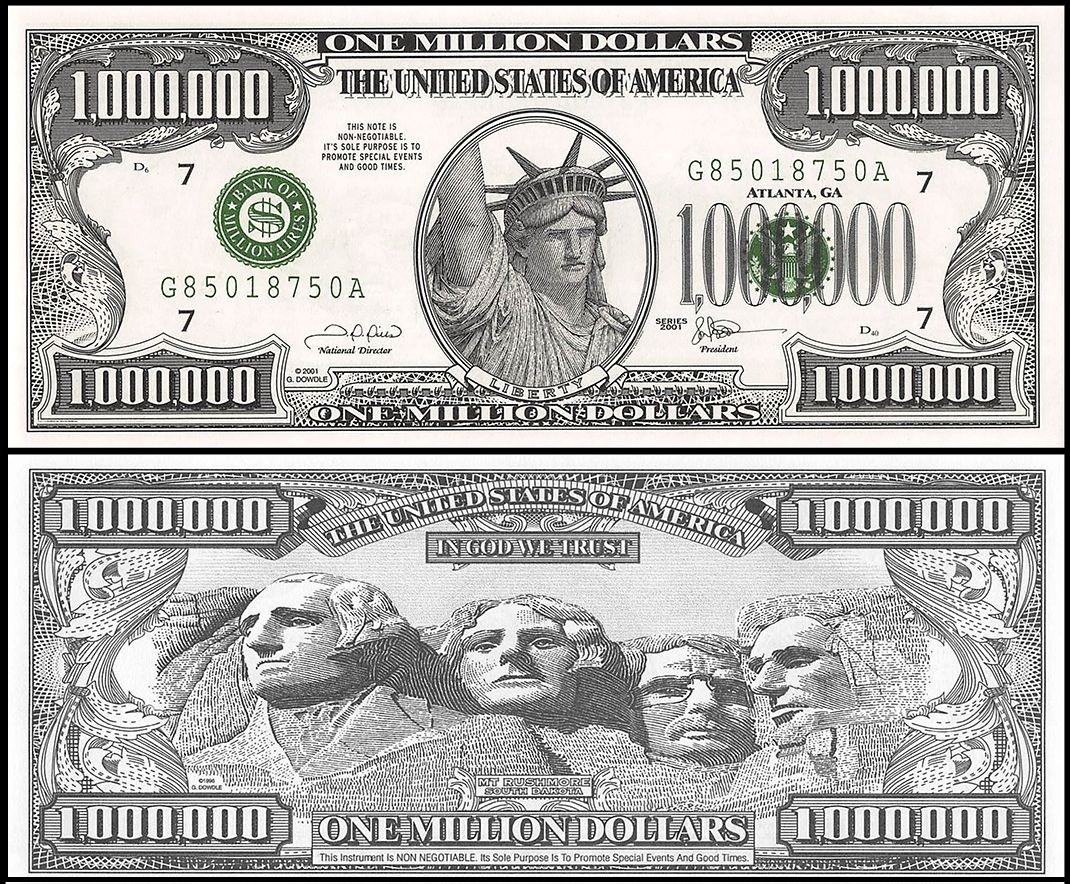 ONE MILLION DOLLARS
THE UNITED STATES OF AMERICA
1,000,000
1,000,000
THIS NOTE IS
NON-NEGOTIABLE.
IT'S SOLE PURPOSE IS TO
PROMOTE SPECIAL EVENTS
AND GOOD TIMES.
D6
7
BANK OF
MILLIONAIRES
G85018750A
7
G85018750A
7
ATLANTA, GA
1,000,000
SERIES
2001
D40
7
National Director
President
© 2001
G. DOWDLE
LIBERTY
1,000,000
1,000,000
ONE MILLION DOLLARS
1,000,000
THE UNITED STATES OF AMERICA
1,000,000
IN GOD WE TRUST
©1996
G. DOWDLE
MT RUSHMORE
SOUTH DAKOTA
1,000,000
ONE MILLION DOLLARS
1,000,000
This Instrument Is NON NEGOTIABLE. Its Sole Purpose Is To Promote Special Events And Good Times.